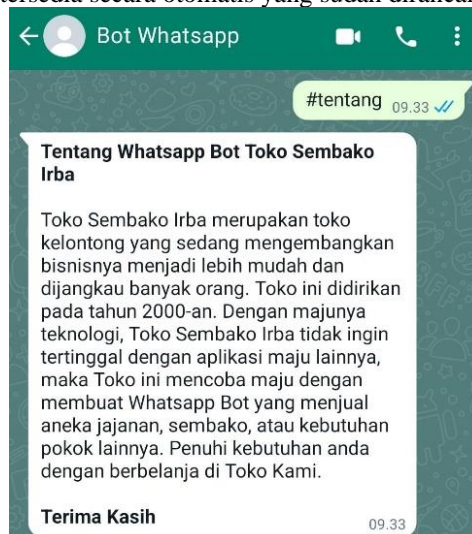 tersedia secara otomatis yang sudah dirancan
Bot Whatsapp
#tentang 09.33
Tentang Whatsapp Bot Toko Sembako
Irba
Toko Sembako Irba merupakan toko
kelontong yang sedang mengembangkan
bisnisnya menjadi lebih mudah dan
dijangkau banyak orang. Toko ini didirikan
pada tahun 2000-an. Dengan majunya
teknologi, Toko Sembako Irba tidak ingin
tertinggal dengan aplikasi maju lainnya,
maka Toko ini mencoba maju dengan
membuat Whatsapp Bot yang menjual
aneka jajanan, sembako, atau kebutuhan
pokok lainnya. Penuhi kebutuhan anda
dengan berbelanja di Toko Kami.
Terima Kasih
09.33